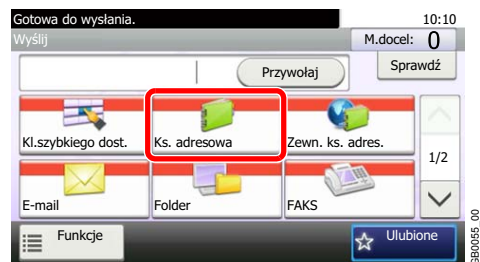 Gotowa do wysłania. 10:10
Wyślij M.docel: 0
Przywołaj Sprawdź
Kl.szybkiego dost. Ks. adresowa Zewn. ks. adres.
1/2
E-mail Folder FAKS
Funkcje Ulubione
GB0055_00